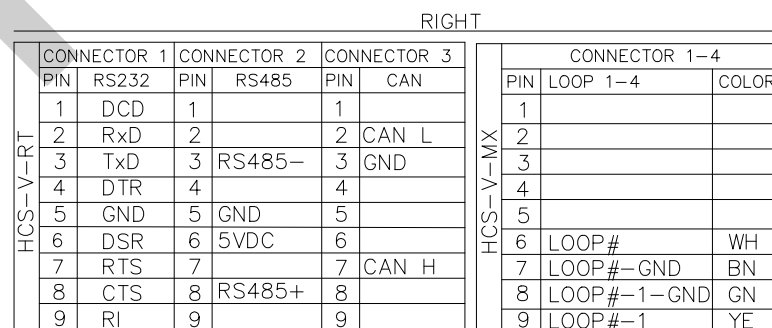 RIGHT
HCS-V-RT
CONNECTOR 1 CONNECTOR 2 CONNECTOR 3
PIN RS232 PIN RS485 PIN CAN
1 DCD 1 1
2 RxD 2 2 CAN L
3 TxD 3 RS485- 3 GND
4 DTR 4 4
5 GND 5 GND 5
6 DSR 6 5VDC 6
7 RTS 7 7 CAN H
8 CTS 8 RS485+ 8
9 RI 9 9
HCS-V-MX
CONNECTOR 1-4
PIN LOOP 1-4 COLOR
1
2
3
4
5
6 LOOP# WH
7 LOOP#-GND BN
8 LOOP#-1-GND GN
9 LOOP#-1 YE